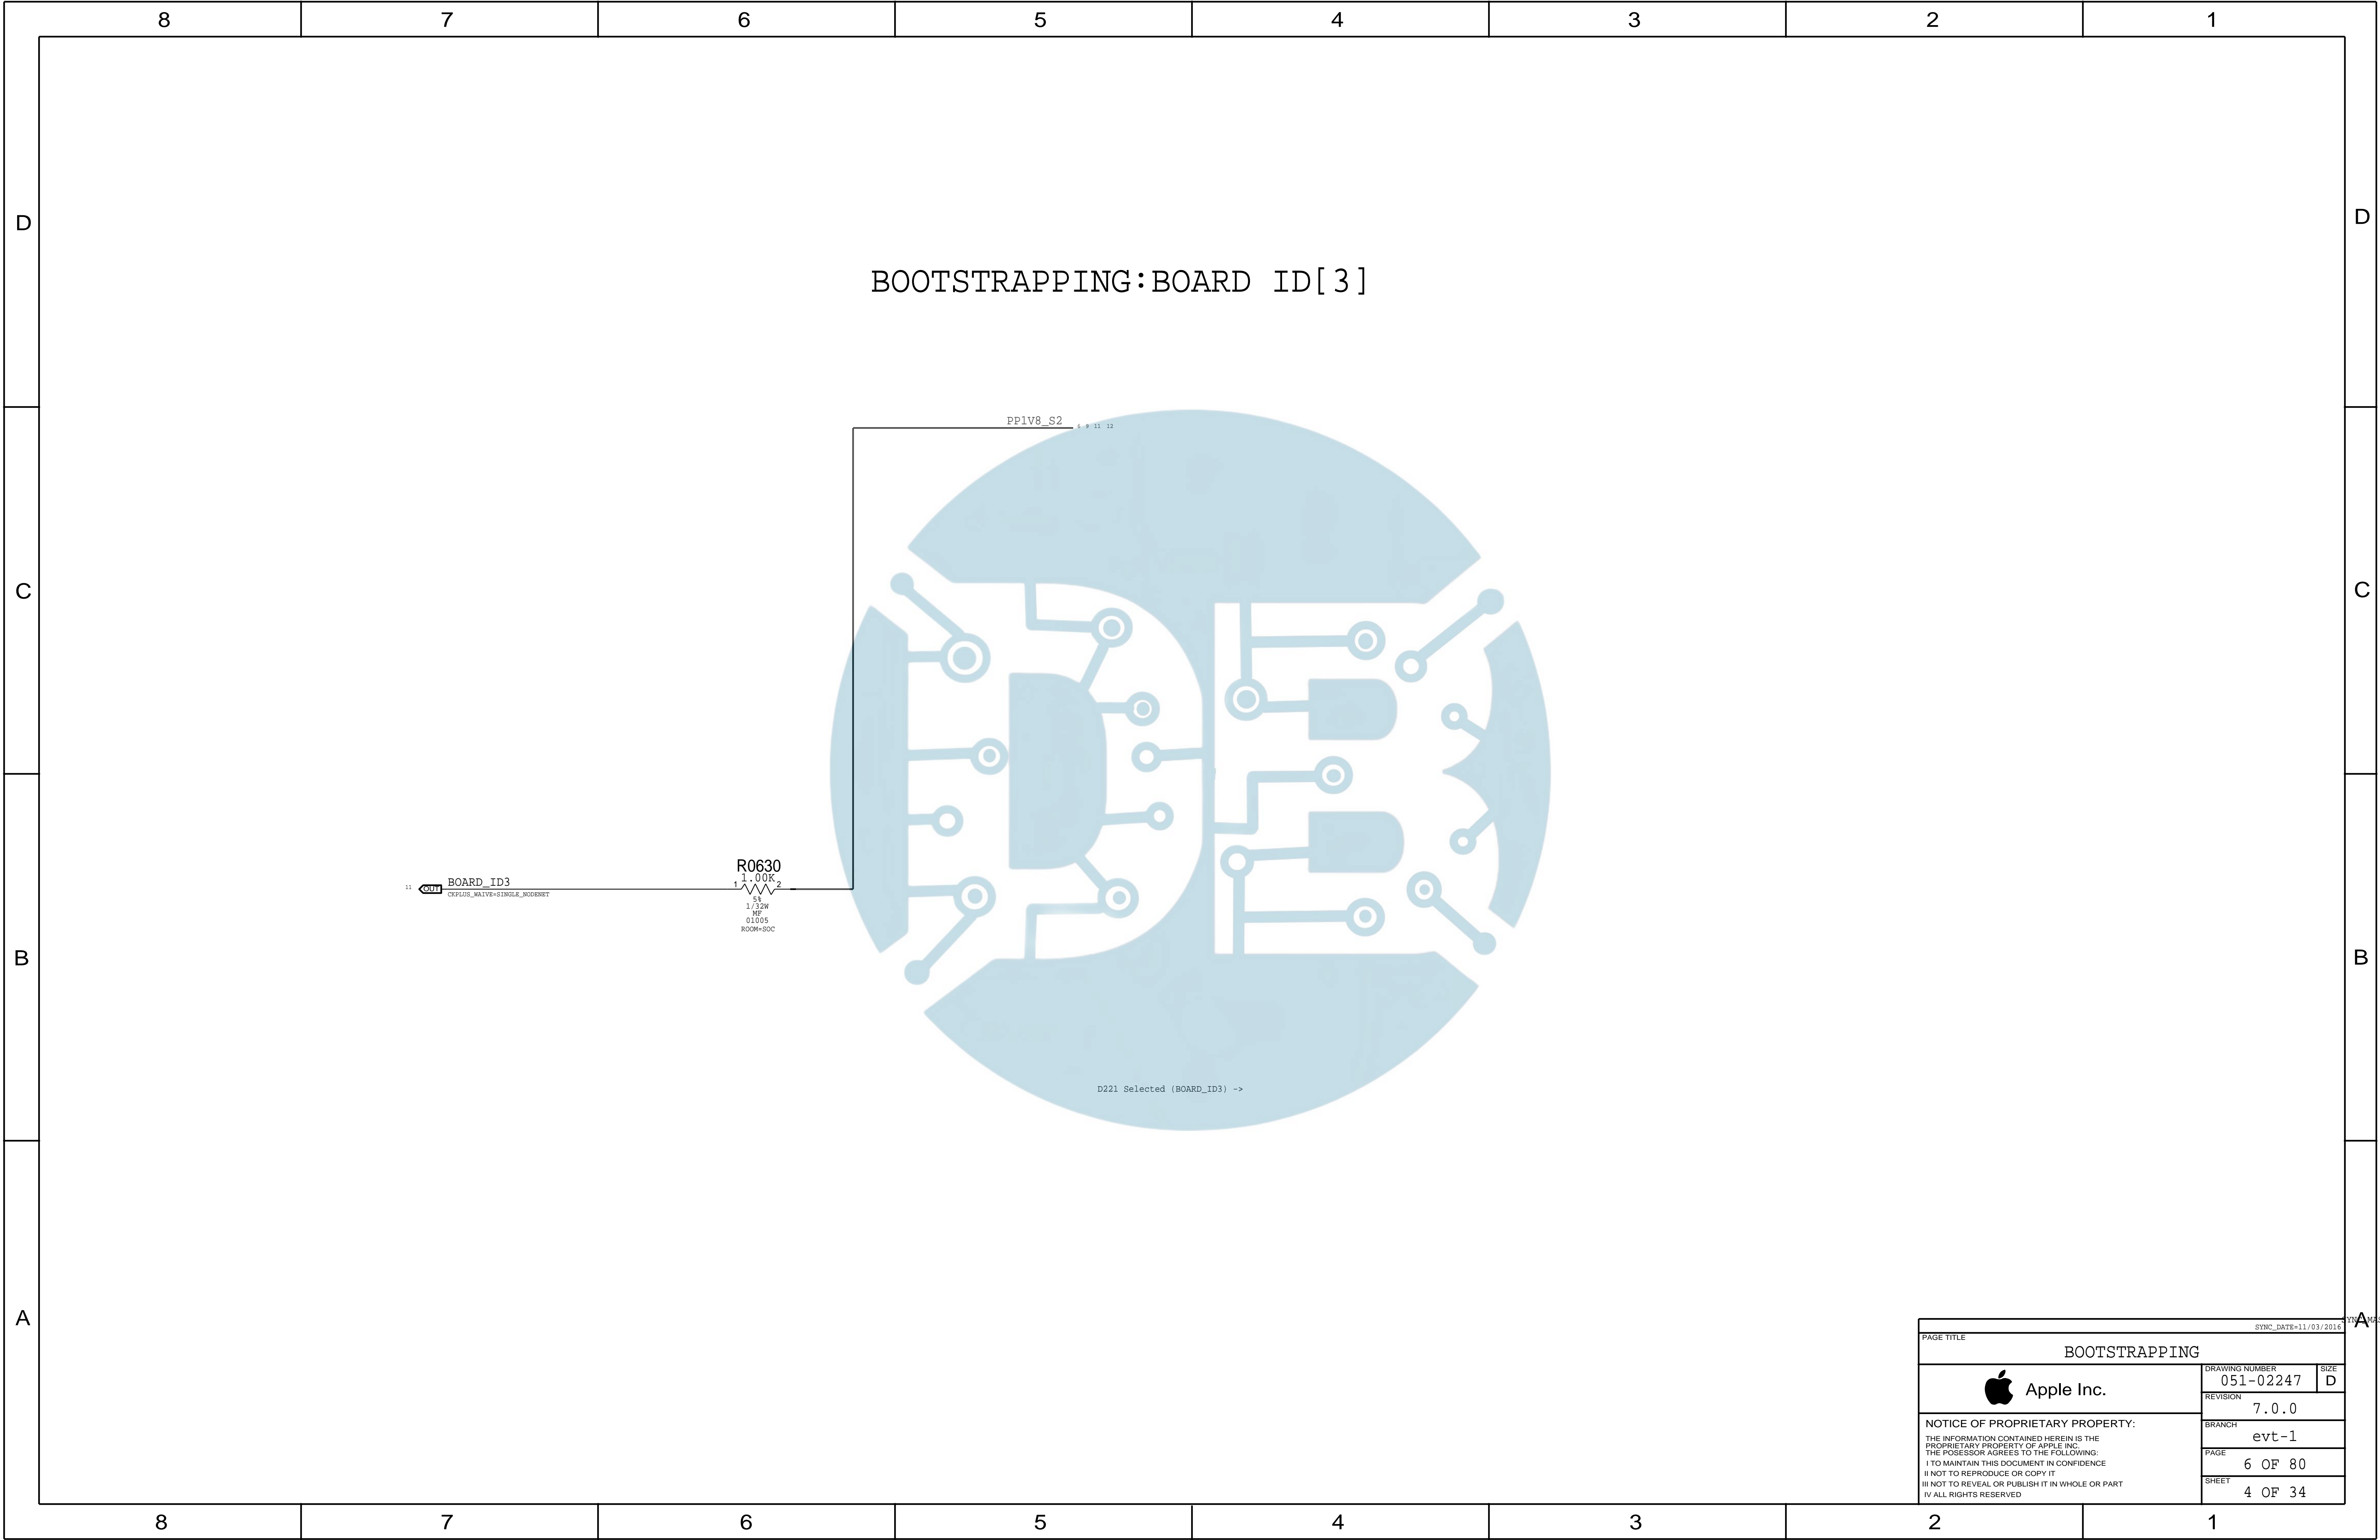 8 7 6 5 4 3 2 1
D D
BOOTSTRAPPING:BOARD ID[3]
PP1V8_S2
9 11 12
C C
R0630
1.00K
11 OUT BOARD_ID3 1 2
CKPLUS_WAIVE=SINGLE_NODENET
5%
1/32W
MF
01005
ROOM=SOC
B B
D221 Selected (BOARD_ID3) ->
A A
SYNC_DATE=11/03/2016
PAGE TITLE
BOOTSTRAPPING
Apple Inc.
DRAWING NUMBER
051-02247
SIZE
D
REVISION
7.0.0
NOTICE OF PROPRIETARY PROPERTY:
THE INFORMATION CONTAINED HEREIN IS THE
PROPRIETARY PROPERTY OF APPLE INC.
THE POSESSOR AGREES TO THE FOLLOWING:
I TO MAINTAIN THIS DOCUMENT IN CONFIDENCE
II NOT TO REPRODUCE OR COPY IT
III NOT TO REVEAL OR PUBLISH IT IN WHOLE OR PART
IV ALL RIGHTS RESERVED
BRANCH
evt-1
PAGE
6 OF 80
SHEET
4 OF 34
8 7 6 5 4 3 2 1